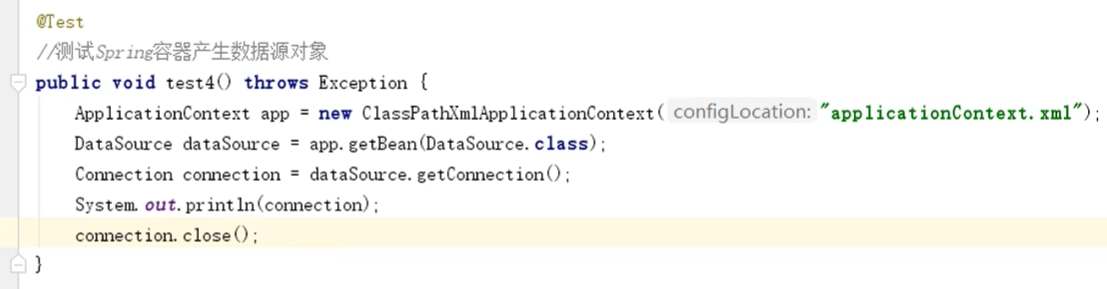 @Test
//测试Spring容器产生数据源对象
public void test4() throws Exception {
ApplicationContext app = new ClassPathXmlApplicationContext( configLocation: "applicationContext.xml");
DataSource dataSource = app.getBean(DataSource.class);
Connection connection = dataSource.getConnection();
System.out.println(connection);
connection.close();
}